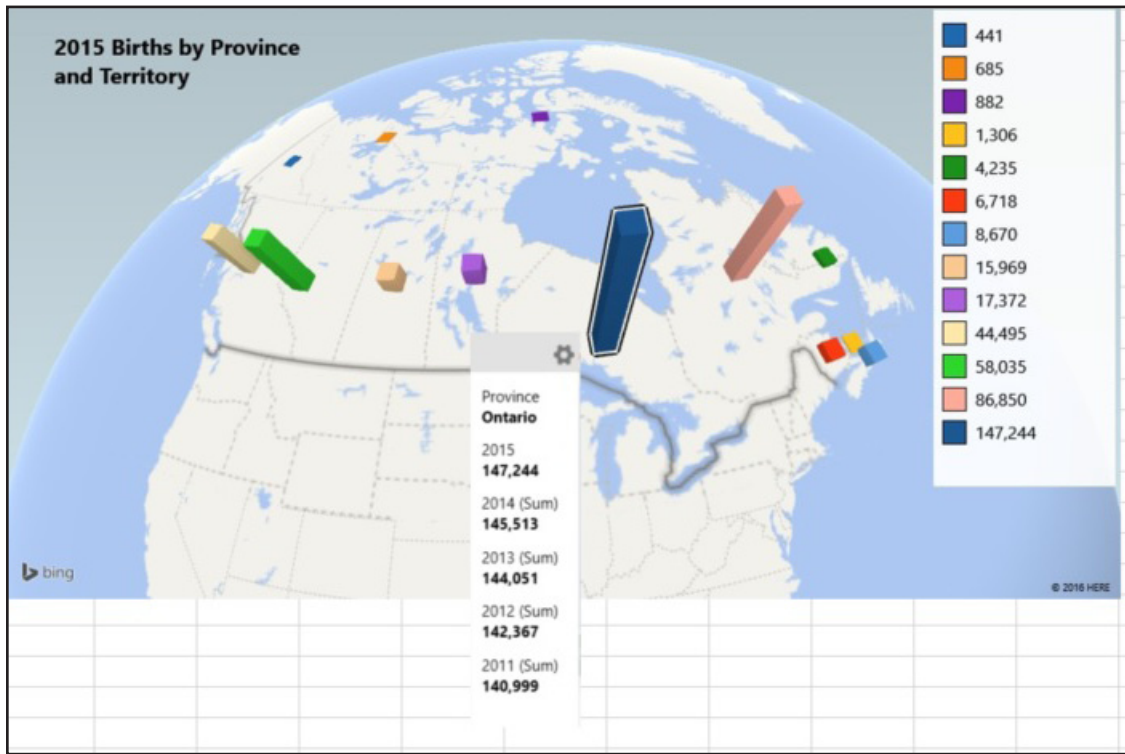 2015 Births by Province
and Territory
441
685
882
1,306
4,235
6,718
8,670
15,969
17,372
44,495
58,035
86,850
147,244
Province
Ontario
2015
147,244
2014 (Sum)
145,513
2013 (Sum)
144,051
2012 (Sum)
142,367
2011 (Sum)
140,999
bing
© 2016 HERE